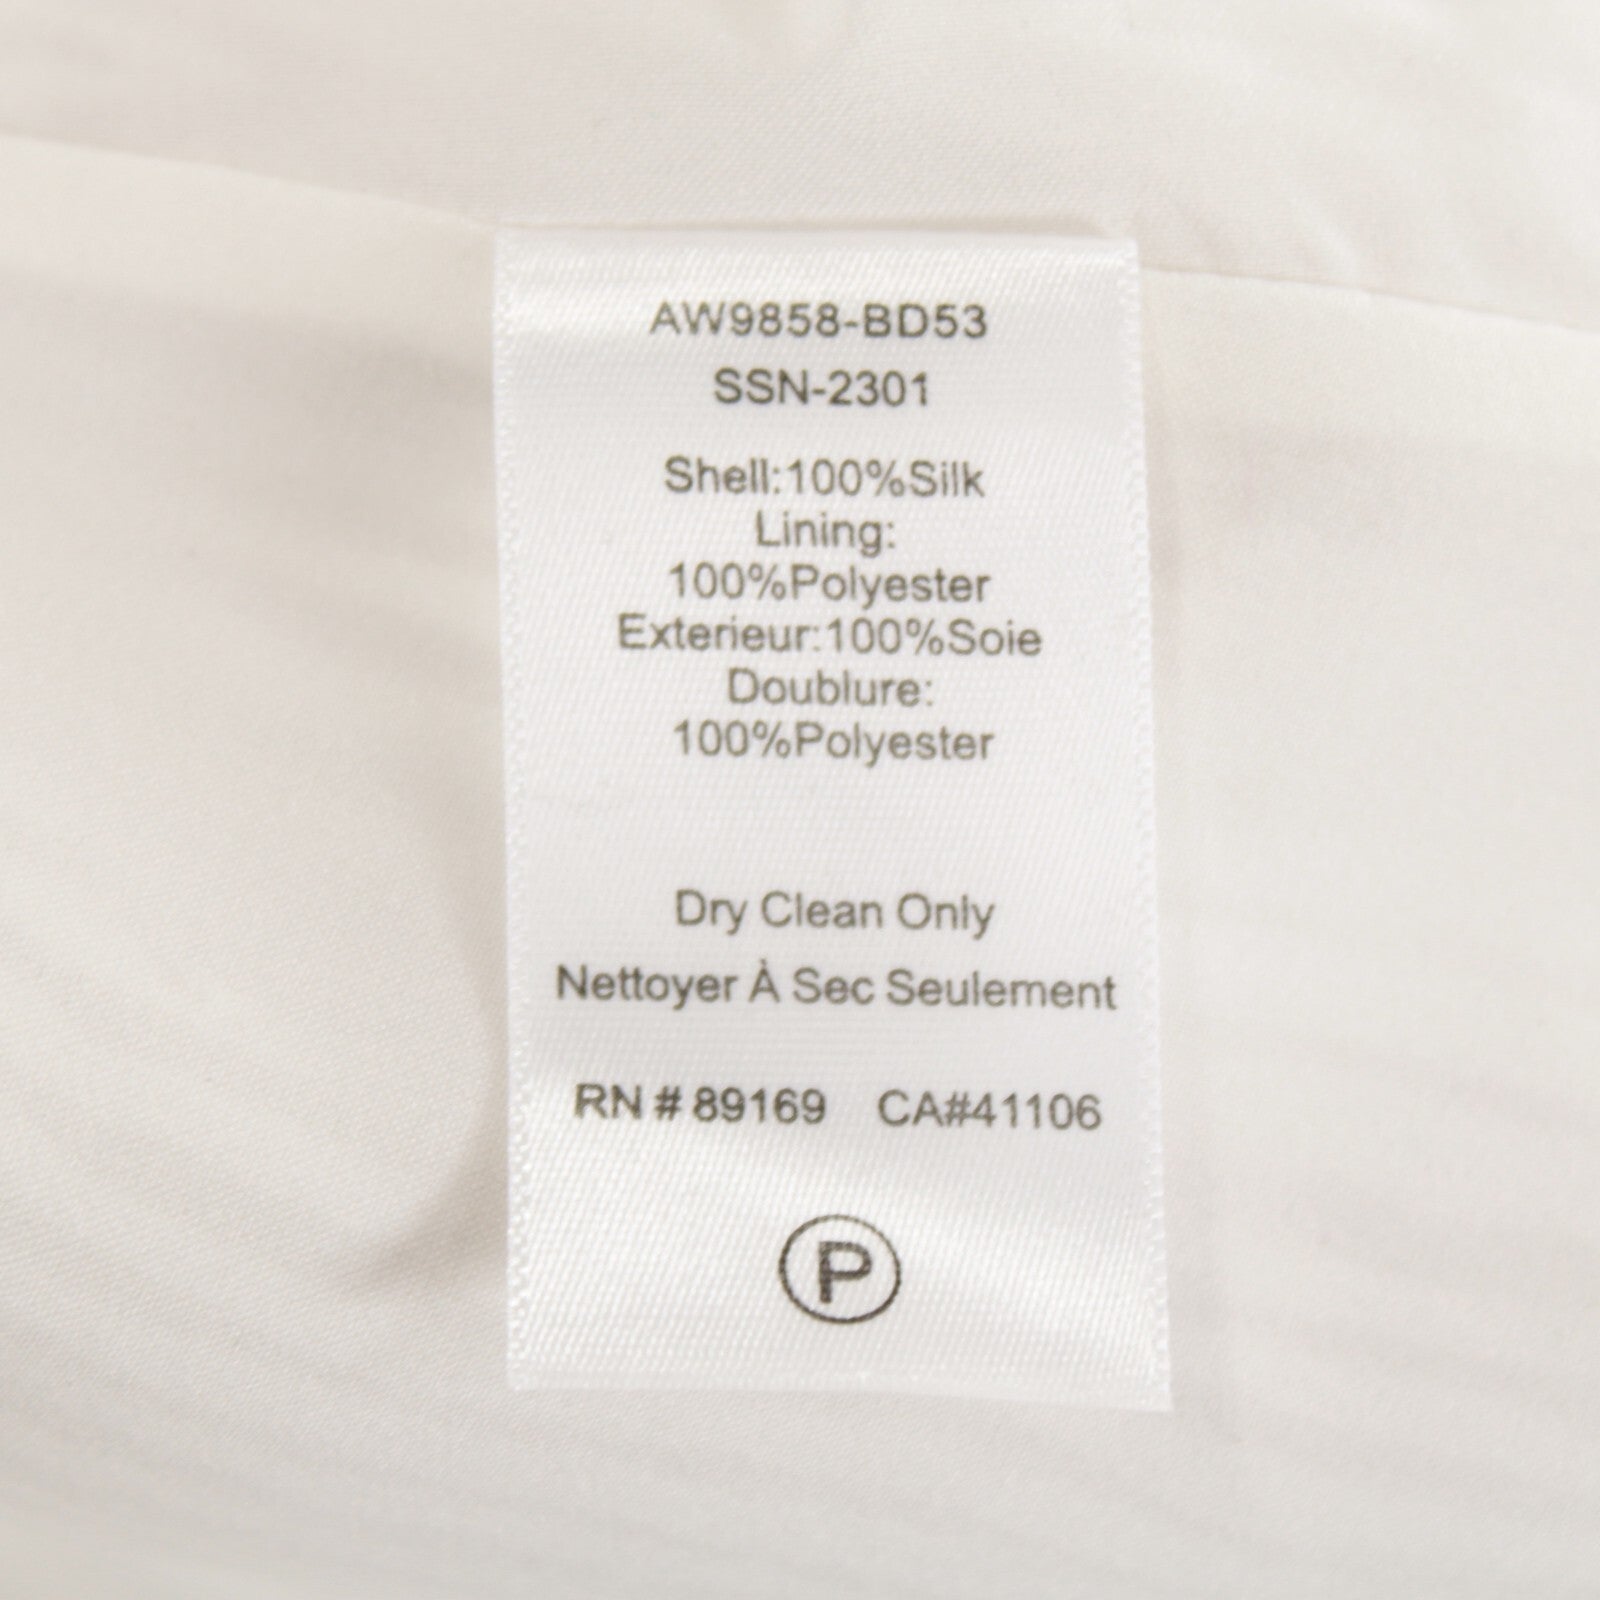 AW9858-BD53
SSN-2301
Shell:100%Silk
Lining:
100%Polyester
Exterieur:100%Soie
Doublure:
100%Polyester
Dry Clean Only
Nettoyer À Sec Seulement
RN # 89169 CA#41106
P